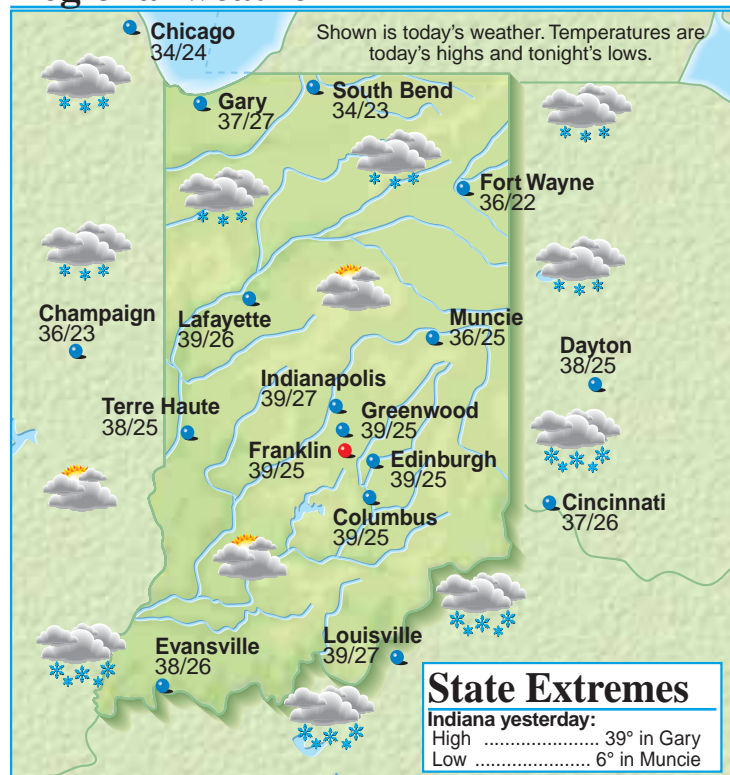 Shown is today's weather. Temperatures are
today's highs and tonight's lows.
Chicago
34/24
Gary
37/27
South Bend
34/23
Fort Wayne
36/22
Champaign
36/23
Lafayette
39/26
Muncie
36/25
Dayton
38/25
Indianapolis
39/27
Terre Haute
38/25
Greenwood
39/25
Franklin
39/25
Edinburgh
39/25
Columbus
39/25
Cincinnati
37/26
Evansville
38/26
Louisville
39/27
State Extremes
Indiana yesterday:
High ....................... 39° in Gary
Low ...................... 6° in Muncie